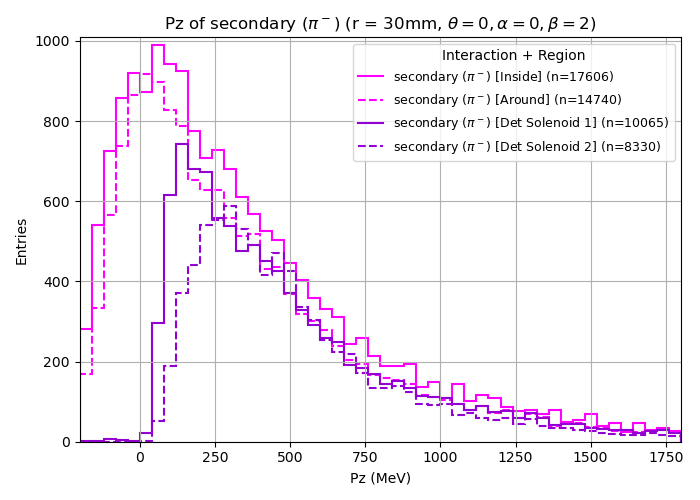 Pz of secondary (π⁻) (r = 30mm, θ = 0, α = 0, β = 2)
Interaction + Region
secondary (π⁻) [Inside] (n=17606)
secondary (π⁻) [Around] (n=14740)
secondary (π⁻) [Det Solenoid 1] (n=10065)
secondary (π⁻) [Det Solenoid 2] (n=8330)
Entries
1000
800
600
400
200
0
0 250 500 750 1000 1250 1500 1750
Pz (MeV)